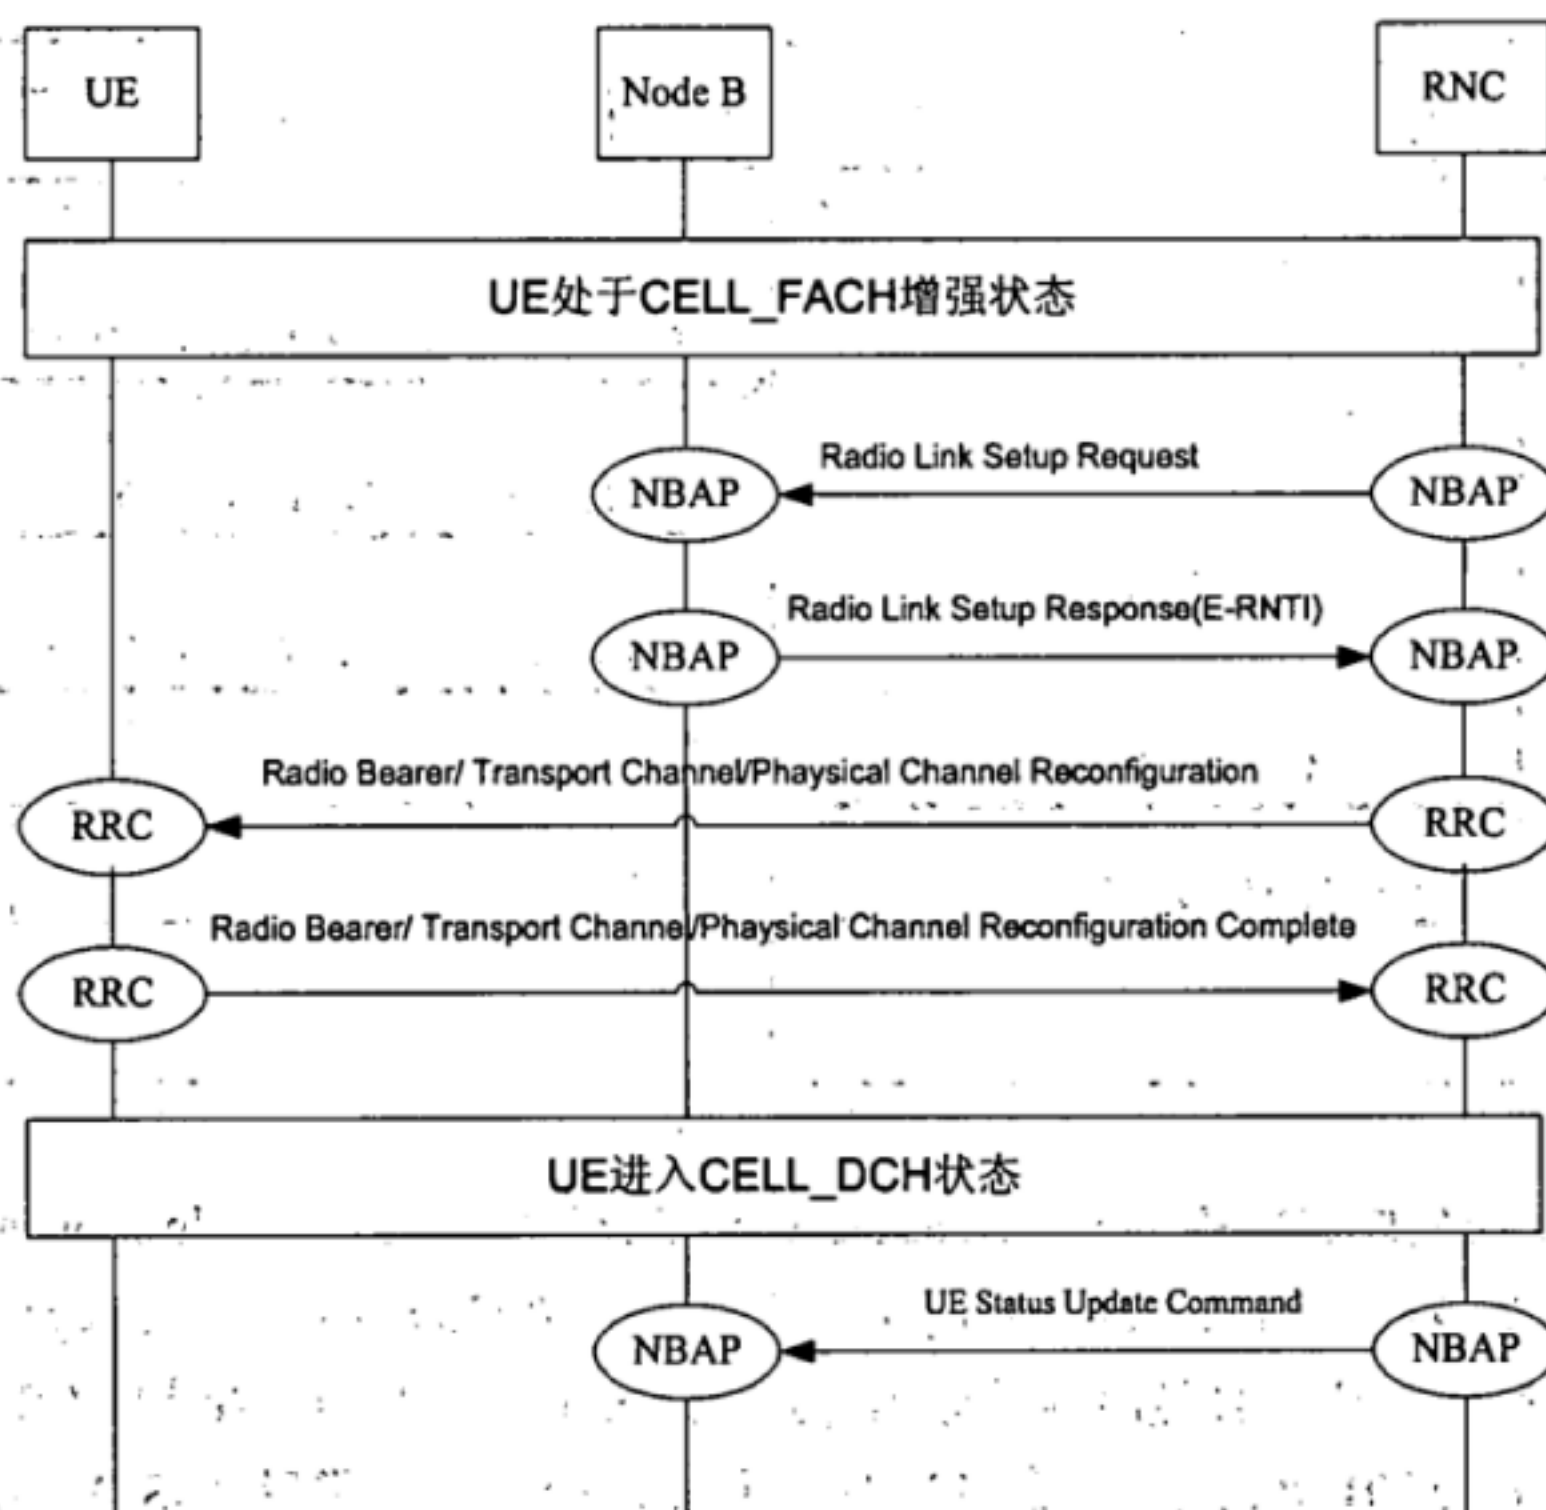 UE
Node B
RNC
UE处于CELL_FACH增强状态
Radio Link Setup Request
NBAP
NBAP
Radio Link Setup Response(E-RNTI)
NBAP
NBAP
Radio Bearer/ Transport Channel/Phaysical Channel Reconfiguration
RRC
RRC
Radio Bearer/ Transport Channel/Phaysical Channel Reconfiguration Complete
RRC
RRC
UE进入CELL_DCH状态
UE Status Update Command
NBAP
NBAP